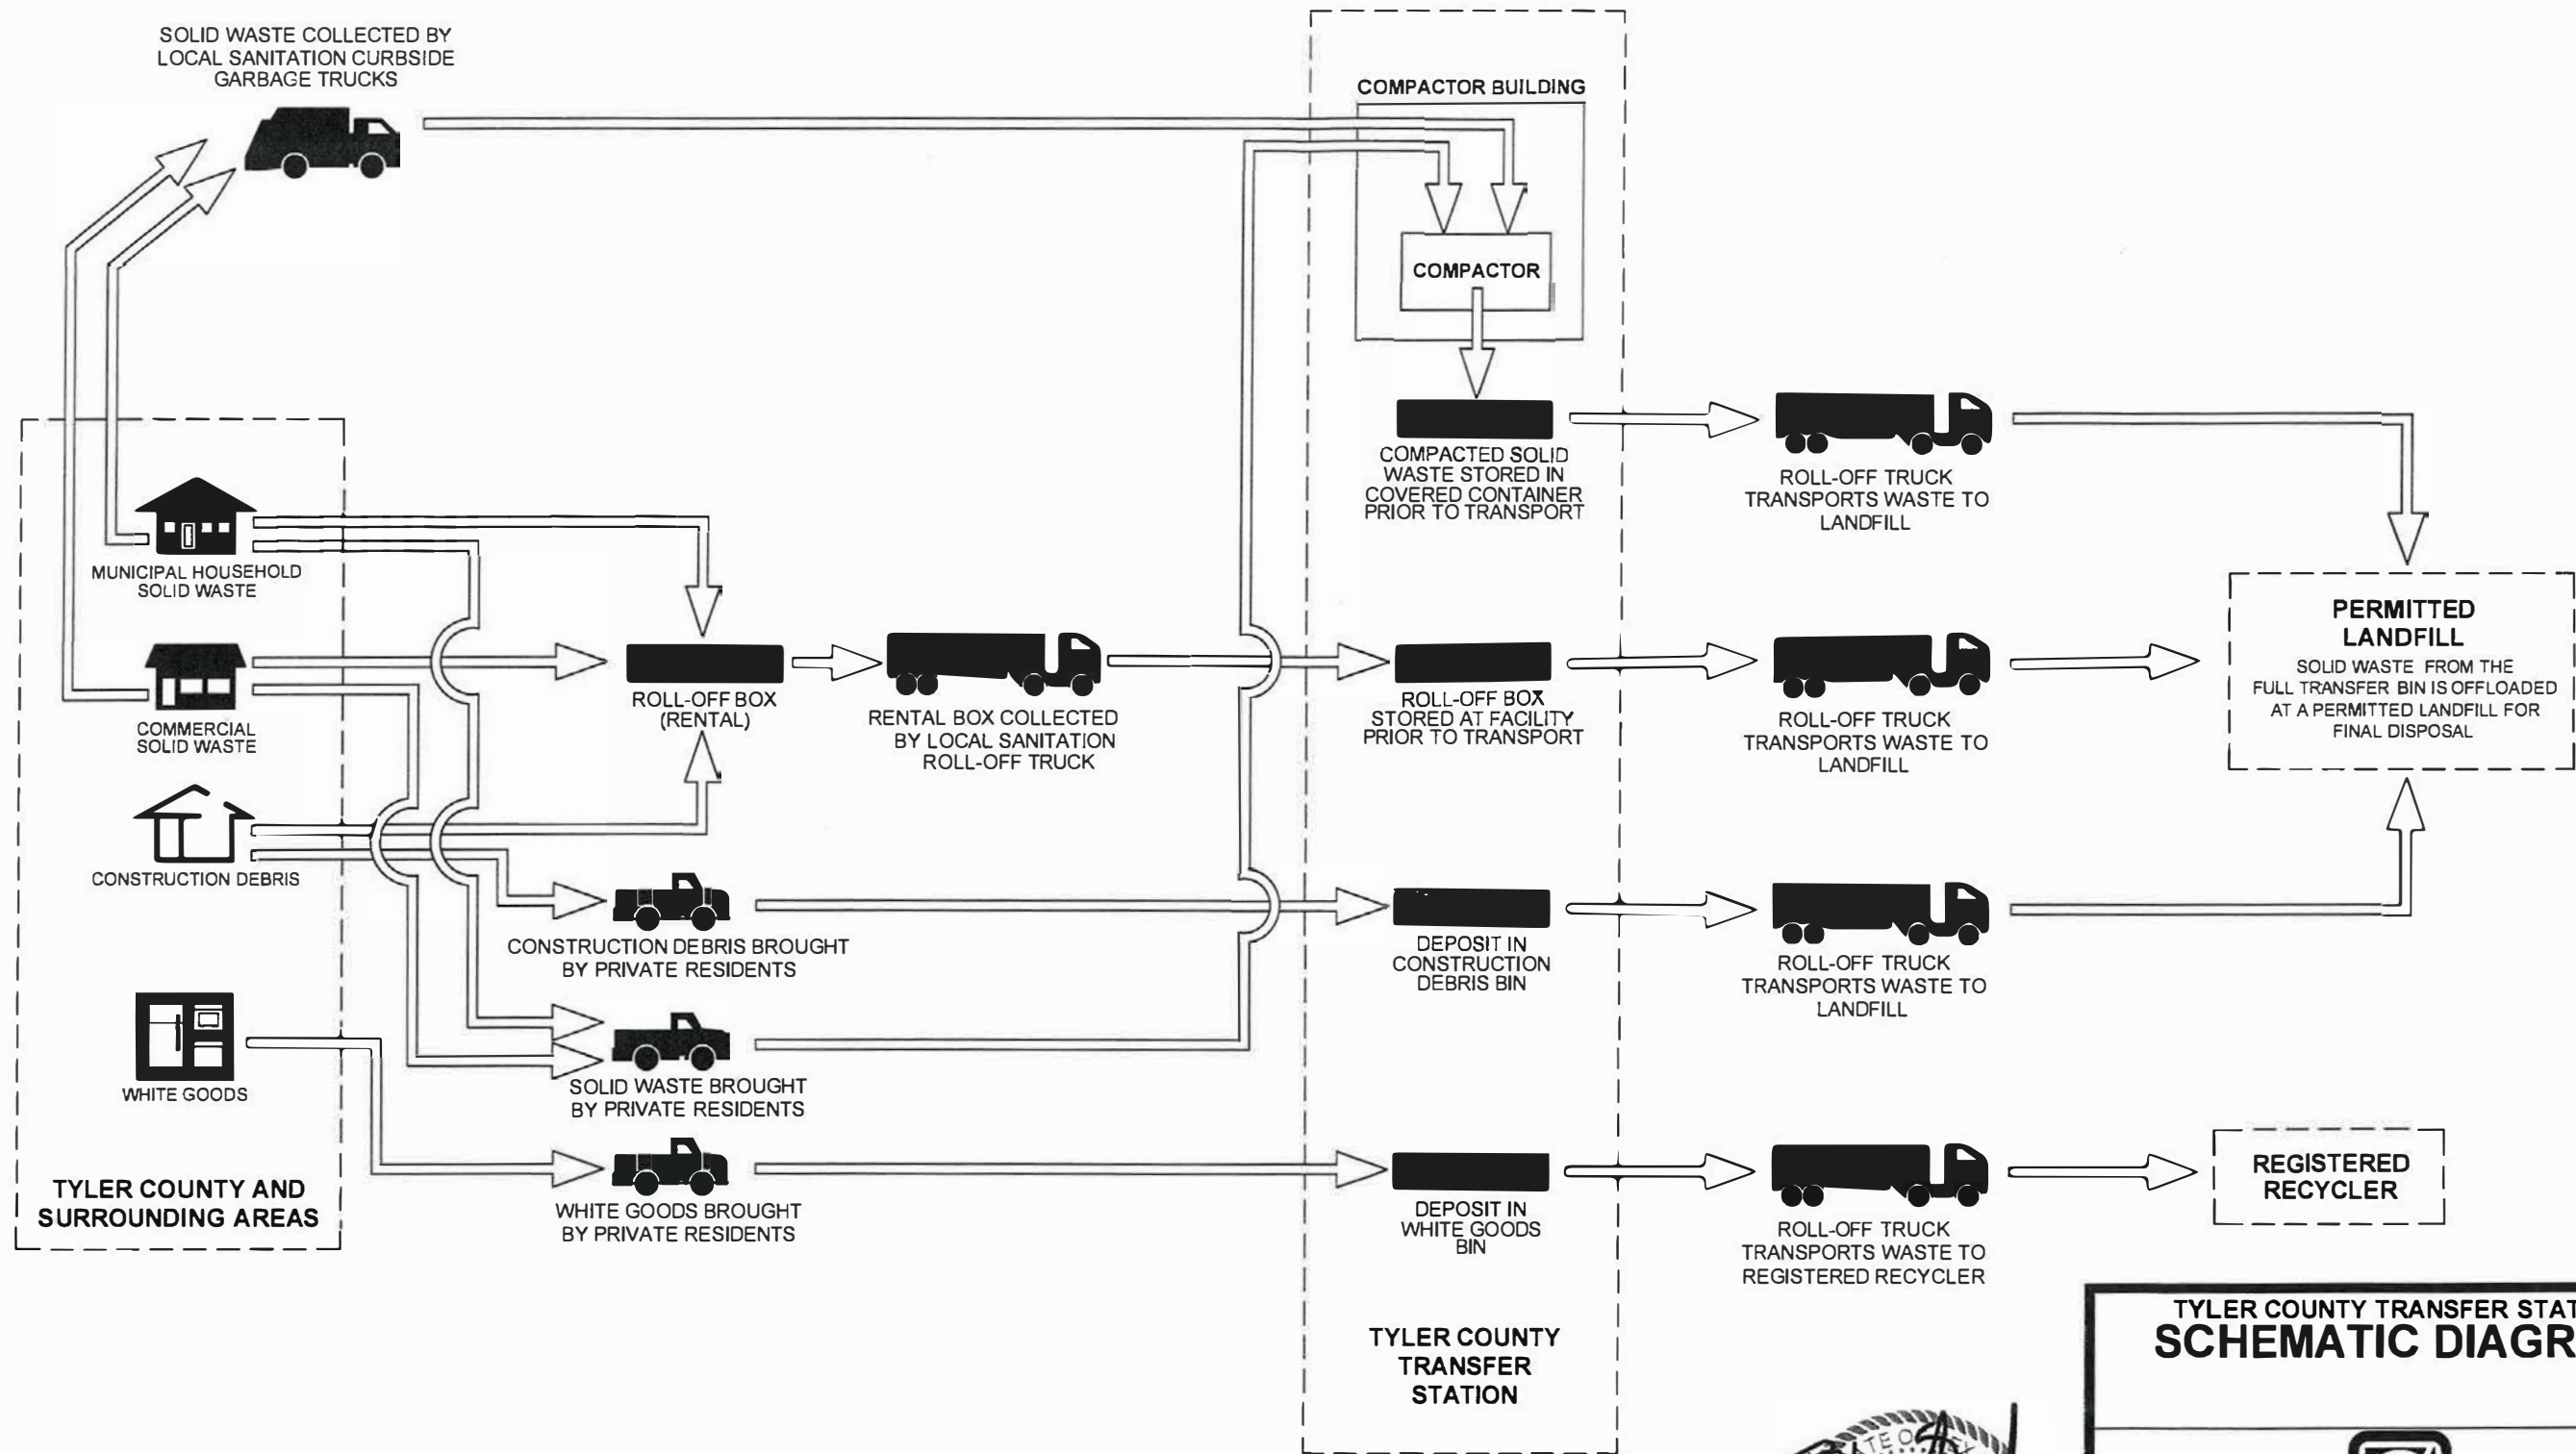 SOLID WASTE COLLECTED BY
LOCAL SANITATION CURBSIDE
GARBAGE TRUCKS
COMPACTOR BUILDING
COMPACTOR
COMPACTED SOLID
WASTE STORED IN
COVERED CONTAINER
PRIOR TO TRANSPORT
ROLL-OFF TRUCK
TRANSPORTS WASTE TO
LANDFILL
MUNICIPAL HOUSEHOLD
SOLID WASTE
COMMERCIAL
SOLID WASTE
ROLL-OFF BOX
(RENTAL)
RENTAL BOX COLLECTED
BY LOCAL SANITATION
ROLL-OFF TRUCK
ROLL-OFF BOX
STORED AT FACILITY
PRIOR TO TRANSPORT
ROLL-OFF TRUCK
TRANSPORTS WASTE TO
LANDFILL
PERMITTED
LANDFILL
SOLID WASTE FROM THE
FULL TRANSFER BIN IS OFFLOADED
AT A PERMITTED LANDFILL FOR
FINAL DISPOSAL
CONSTRUCTION DEBRIS
CONSTRUCTION DEBRIS BROUGHT
BY PRIVATE RESIDENTS
DEPOSIT IN
CONSTRUCTION
DEBRIS BIN
ROLL-OFF TRUCK
TRANSPORTS WASTE TO
LANDFILL
WHITE GOODS
SOLID WASTE BROUGHT
BY PRIVATE RESIDENTS
WHITE GOODS BROUGHT
BY PRIVATE RESIDENTS
DEPOSIT IN
WHITE GOODS
BIN
ROLL-OFF TRUCK
TRANSPORTS WASTE TO
REGISTERED RECYCLER
REGISTERED
RECYCLER
TYLER COUNTY AND
SURROUNDING AREAS
TYLER COUNTY
TRANSFER
STATION
TYLER COUNTY TRANSFER STAT
SCHEMATIC DIAGR